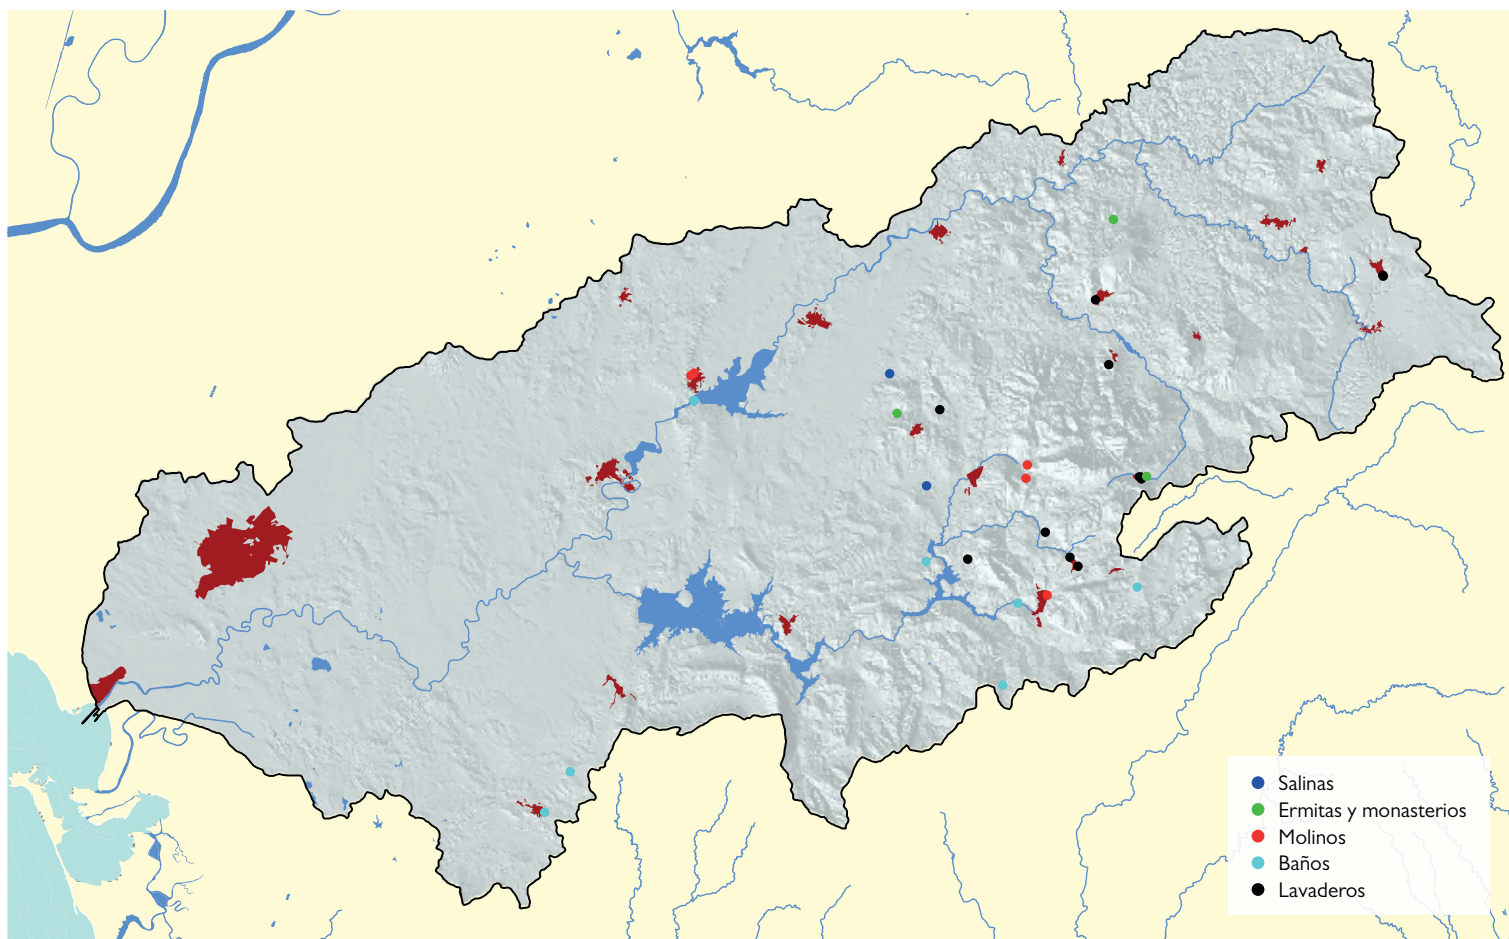 Salinas
Ermitas y monasterios
Molinos
Baños
Lavaderos